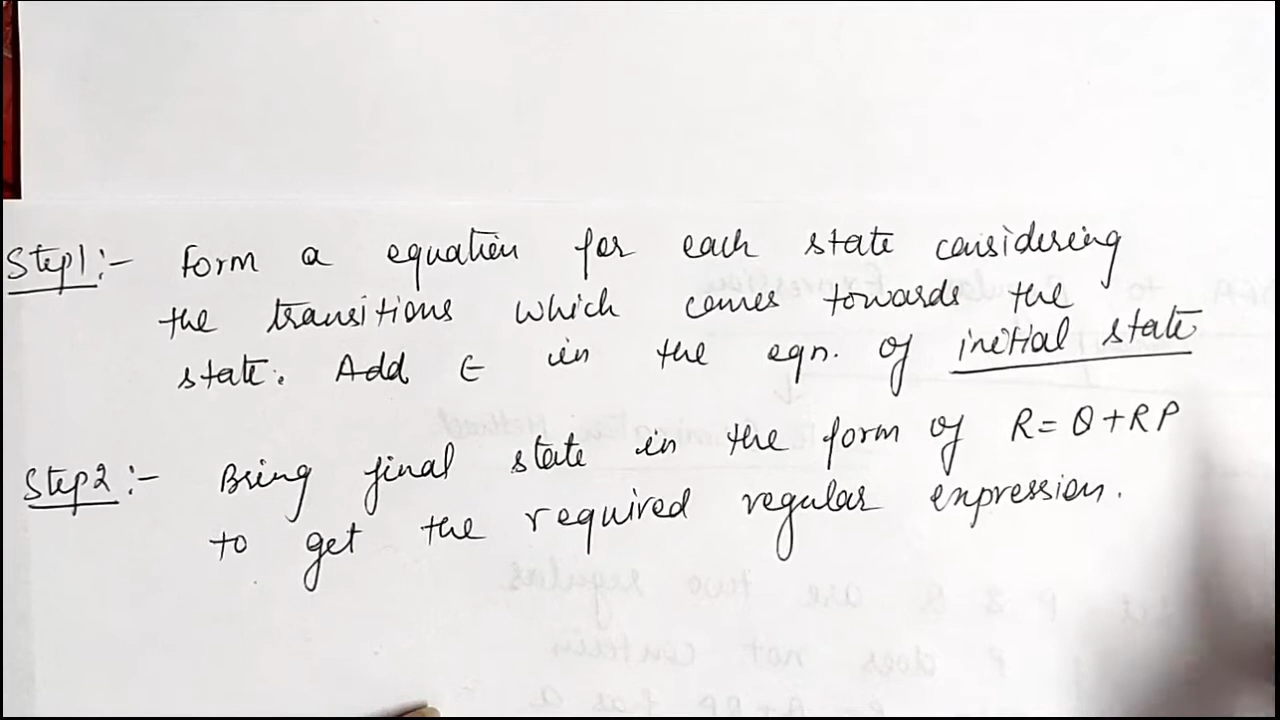 Step1:- Form a equation for each state considering
the transitions which comes towards the
state. Add ∈ in the eqn. of initial state
Step2:- Bring final state in the form of R = Q + RP
to get the required regular expression.